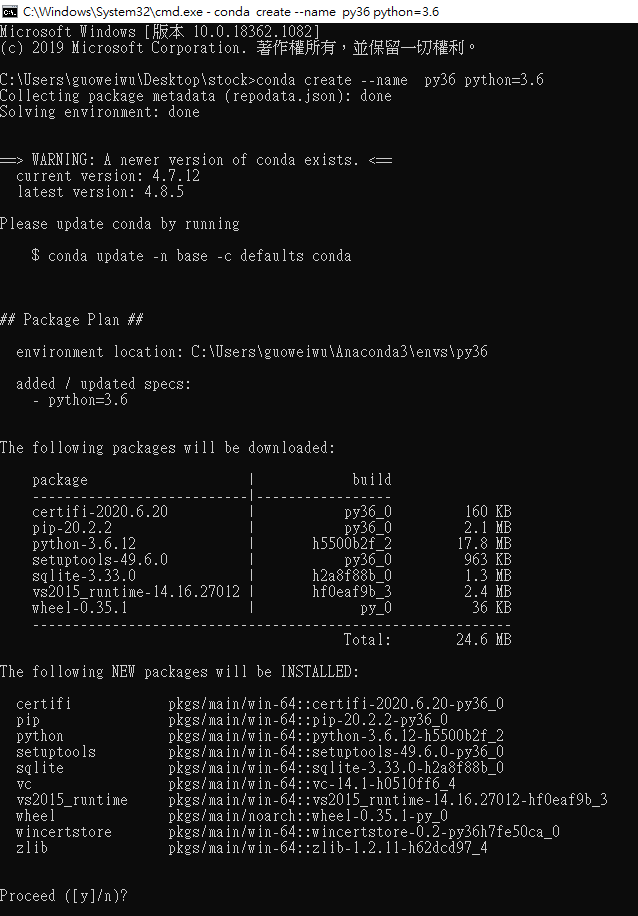 C:\Windows\System32\cmd.exe - conda  create --name  py36 python=3.6
Microsoft Windows [版本 10.0.18362.1082]
(c) 2019 Microsoft Corporation. 著作權所有，並保留一切權利。
C:\Users\guoweiwu\Desktop\stock>conda create --name  py36 python=3.6
Collecting package metadata (repodata.json): done
Solving environment: done
==> WARNING: A newer version of conda exists. <==
  current version: 4.7.12
  latest version: 4.8.5
Please update conda by running
    $ conda update -n base -c defaults conda
## Package Plan ##
  environment location: C:\Users\guoweiwu\Anaconda3\envs\py36
  added / updated specs:
    - python=3.6
The following packages will be downloaded:
    package                    |            build
    ---------------------------|-----------------
    certifi-2020.6.20          |           py36_0         160 KB
    pip-20.2.2                 |           py36_0         2.1 MB
    python-3.6.12              |       h5500b2f_2        17.8 MB
    setuptools-49.6.0          |           py36_0         963 KB
    sqlite-3.33.0              |       h2a8f88b_0         1.3 MB
    vs2015_runtime-14.16.27012 |       hf0eaf9b_3         2.4 MB
    wheel-0.35.1               |             py_0          36 KB
    ------------------------------------------------------------
                                           Total:        24.6 MB
The following NEW packages will be INSTALLED:
  certifi            pkgs/main/win-64::certifi-2020.6.20-py36_0
  pip                pkgs/main/win-64::pip-20.2.2-py36_0
  python             pkgs/main/win-64::python-3.6.12-h5500b2f_2
  setuptools         pkgs/main/win-64::setuptools-49.6.0-py36_0
  sqlite             pkgs/main/win-64::sqlite-3.33.0-h2a8f88b_0
  vc                 pkgs/main/win-64::vc-14.1-h0510ff6_4
  vs2015_runtime     pkgs/main/win-64::vs2015_runtime-14.16.27012-hf0eaf9b_3
  wheel              pkgs/main/noarch::wheel-0.35.1-py_0
  wincertstore       pkgs/main/win-64::wincertstore-0.2-py36h7fe50ca_0
  zlib               pkgs/main/win-64::zlib-1.2.11-h62dcd97_4
Proceed ([y]/n)?